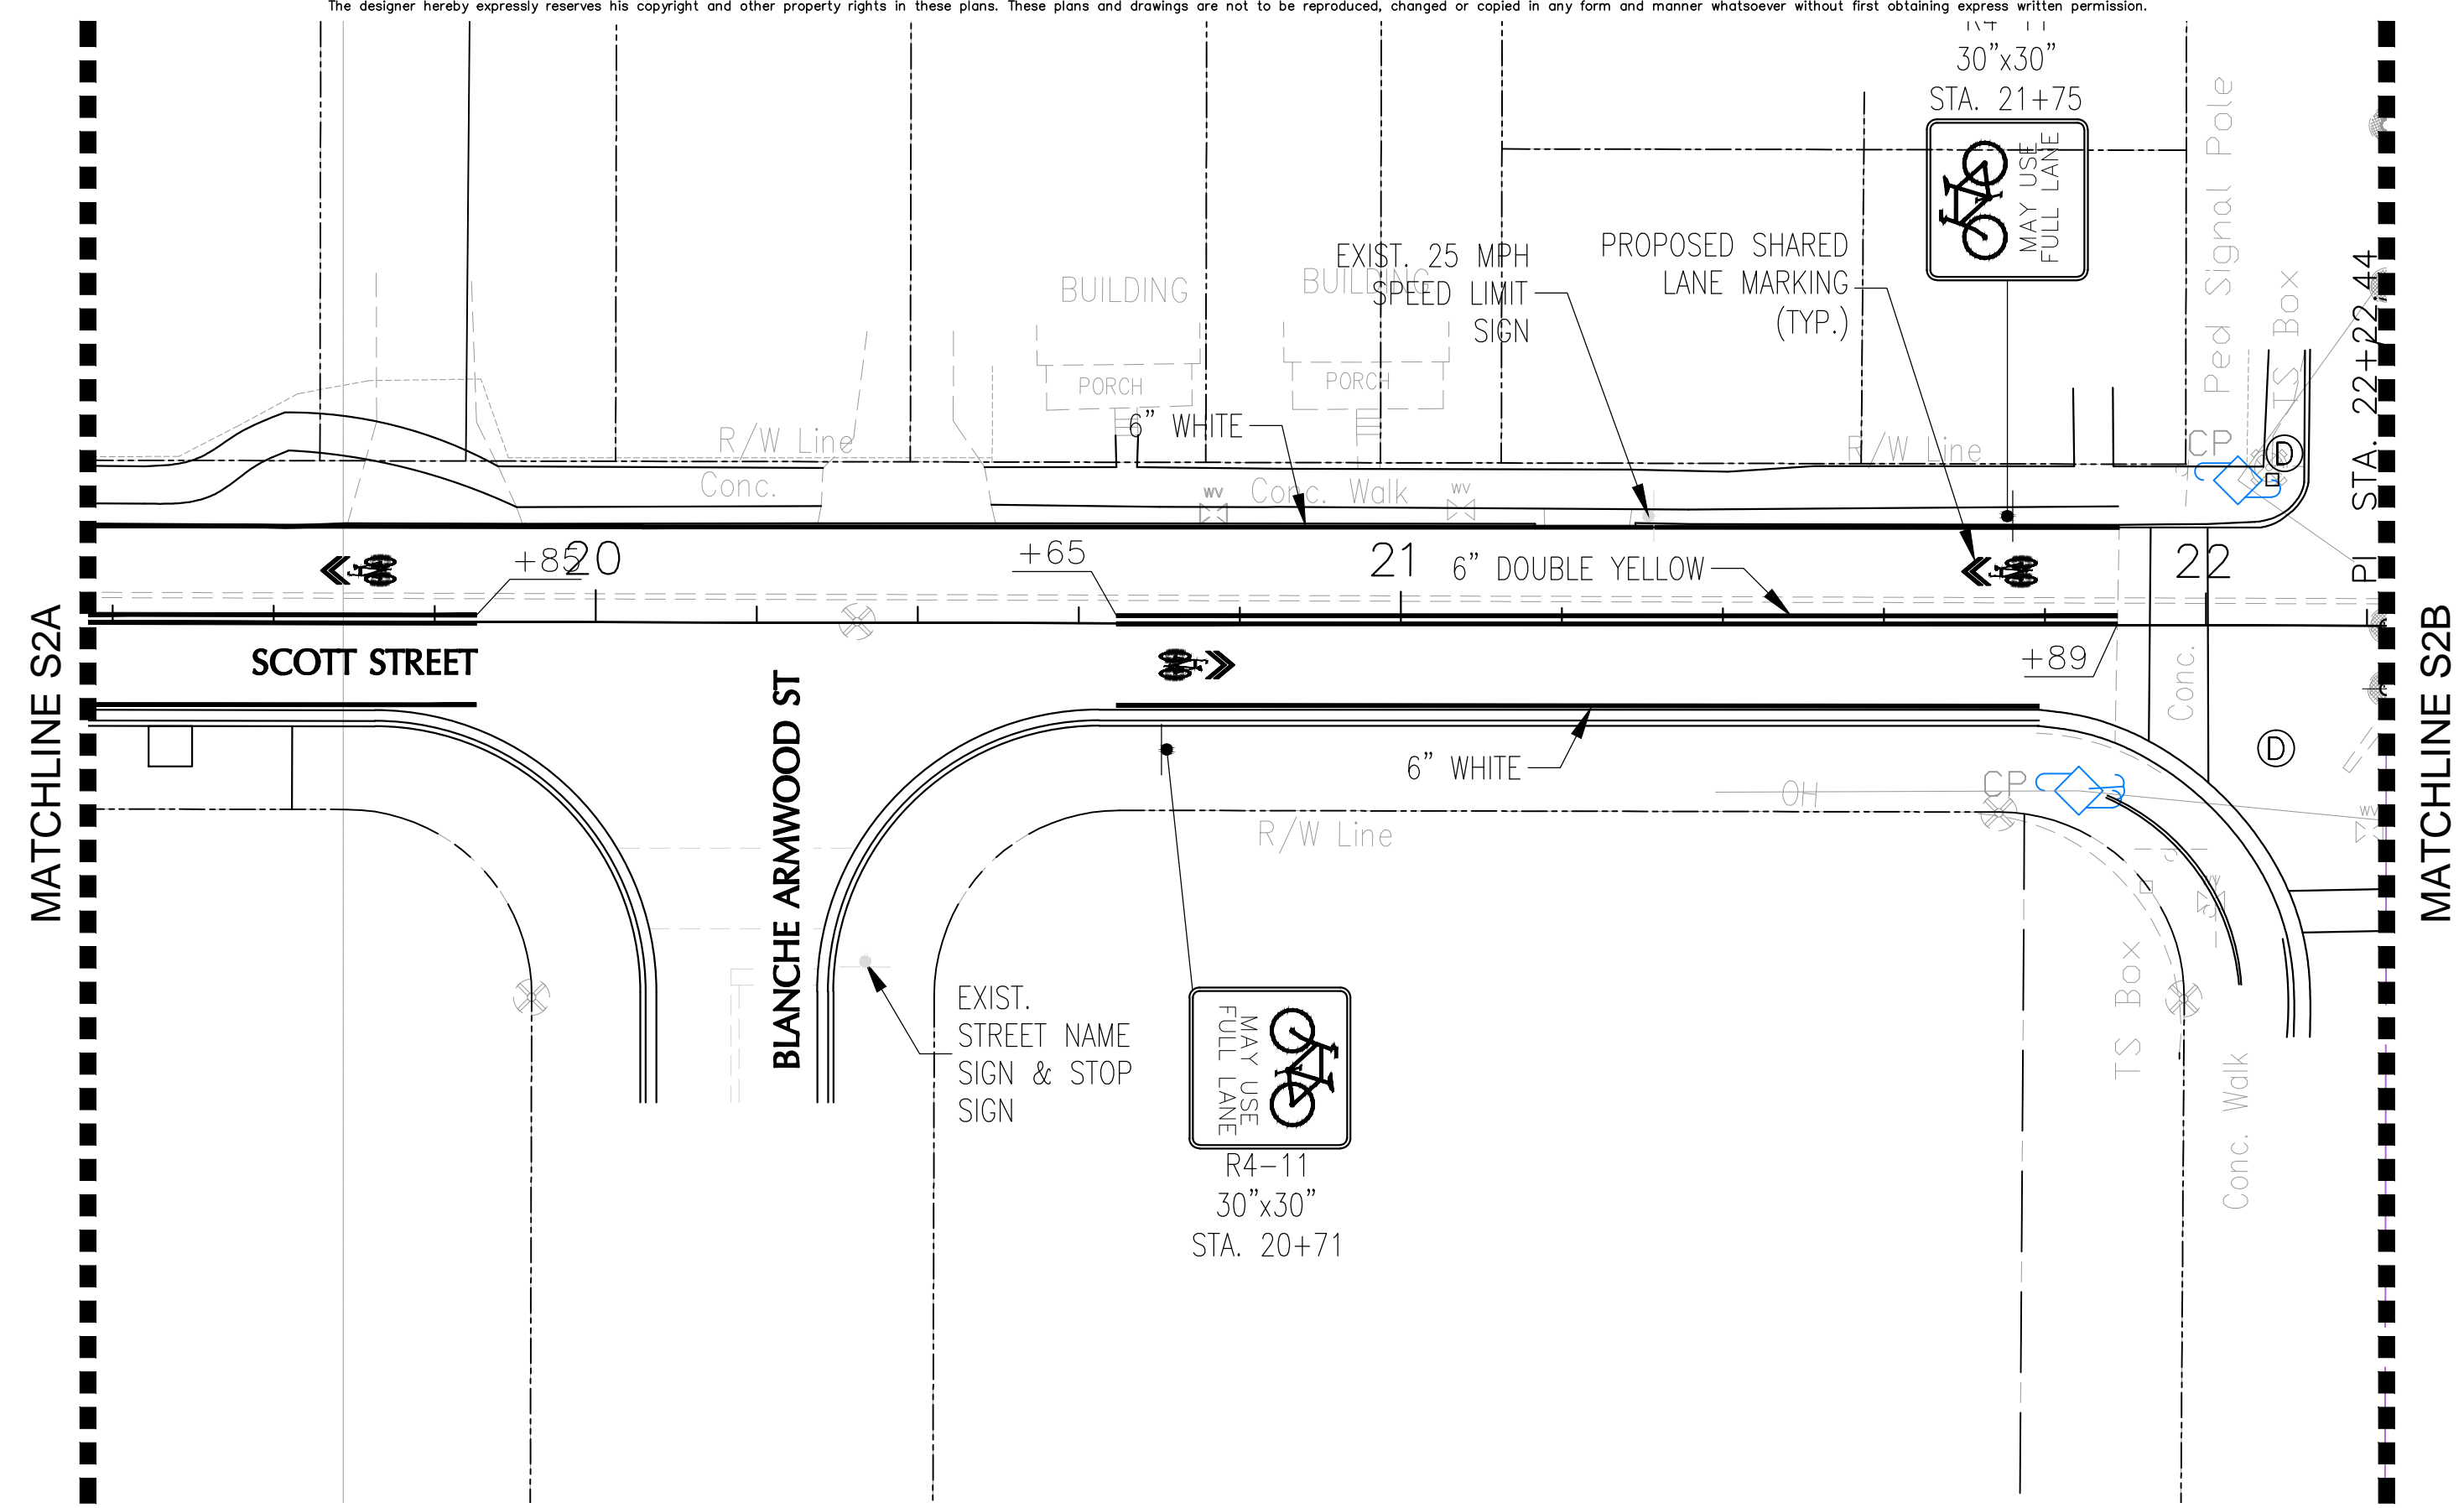 The designer hereby expressly reserves his copyright and other property rights in these plans. These plans and drawings are not to be reproduced, changed or copied in any form and manner whatsoever without first obtaining express written permission.
30"x30"
STA. 21+75
MAY USE
FULL LANE
Ped Signal Pole
TS Box
CP
D
PI STA. 22+22.44
PROPOSED SHARED
LANE MARKING
(TYP.)
EXIST. 25 MPH
SPEED LIMIT
SIGN
BUILDING
BUILDING
PORCH
PORCH
6" WHITE
R/W Line
R/W Line
Conc.
Conc. Walk
WV
WV
+85
20
+65
21
6" DOUBLE YELLOW
22
MATCHLINE S2A
MATCHLINE S2B
SCOTT STREET
BLANCHE ARMWOOD ST
+89
Conc.
D
6" WHITE
OH
CP
R/W Line
WV
WV
EXIST.
STREET NAME
SIGN & STOP
SIGN
MAY USE
FULL LANE
R4-11
30"x30"
STA. 20+71
TS Box
Conc. Walk